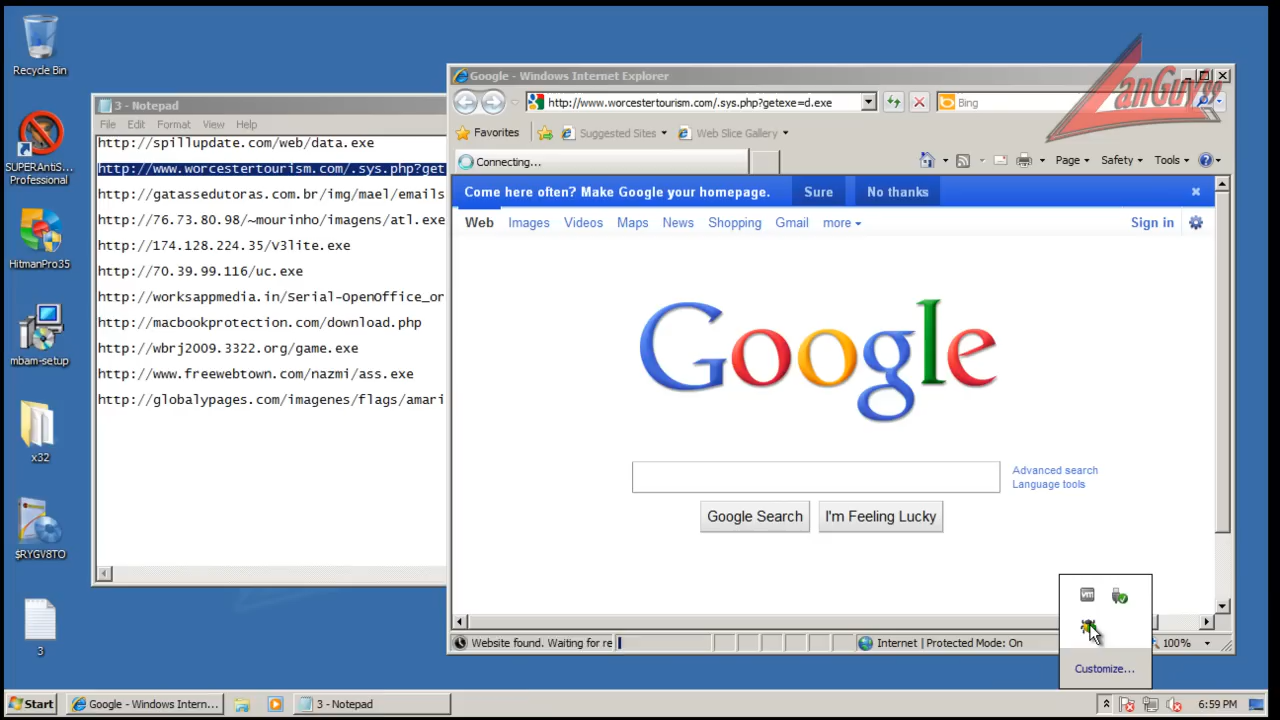 Recycle Bin
SUPERAntiS...
Professional
HitmanPro35
mbam-setup
x32
$RYGV8TO
3
3 - Notepad
File Edit Format View Help
http://spillupdate.com/web/data.exe
http://www.worcestertourism.com/.sys.php?get
http://gatassedutoras.com.br/img/mael/emails
http://76.73.80.98/~mourinho/imagens/atl.exe
http://174.128.224.35/v3lite.exe
http://70.39.99.116/uc.exe
http://worksappmedia.in/Serial-OpenOffice_or
http://macbookprotection.com/download.php
http://wbrj2009.3322.org/game.exe
http://www.freewebtown.com/nazmi/ass.exe
http://globalypages.com/imagenes/flags/amari
Google - Windows Internet Explorer
http://www.worcestertourism.com/.sys.php?getexe=d.exe
Bing
Favorites Suggested Sites Web Slice Gallery
Connecting...
Page Safety Tools
Come here often? Make Google your homepage. Sure No thanks
Web Images Videos Maps News Shopping Gmail more Sign in
Google
Advanced search
Language tools
Google Search I'm Feeling Lucky
vm
Customize...
Website found. Waiting for re
Internet | Protected Mode: On
100%
Start
Google - Windows Intern...
3 - Notepad
6:59 PM